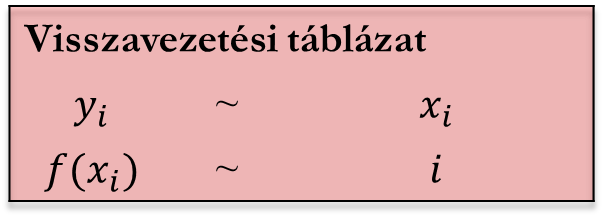 Visszavezetési táblázat
𝑦ᵢ ~ 𝑥ᵢ
𝑓(𝑥ᵢ) ~ 𝑖